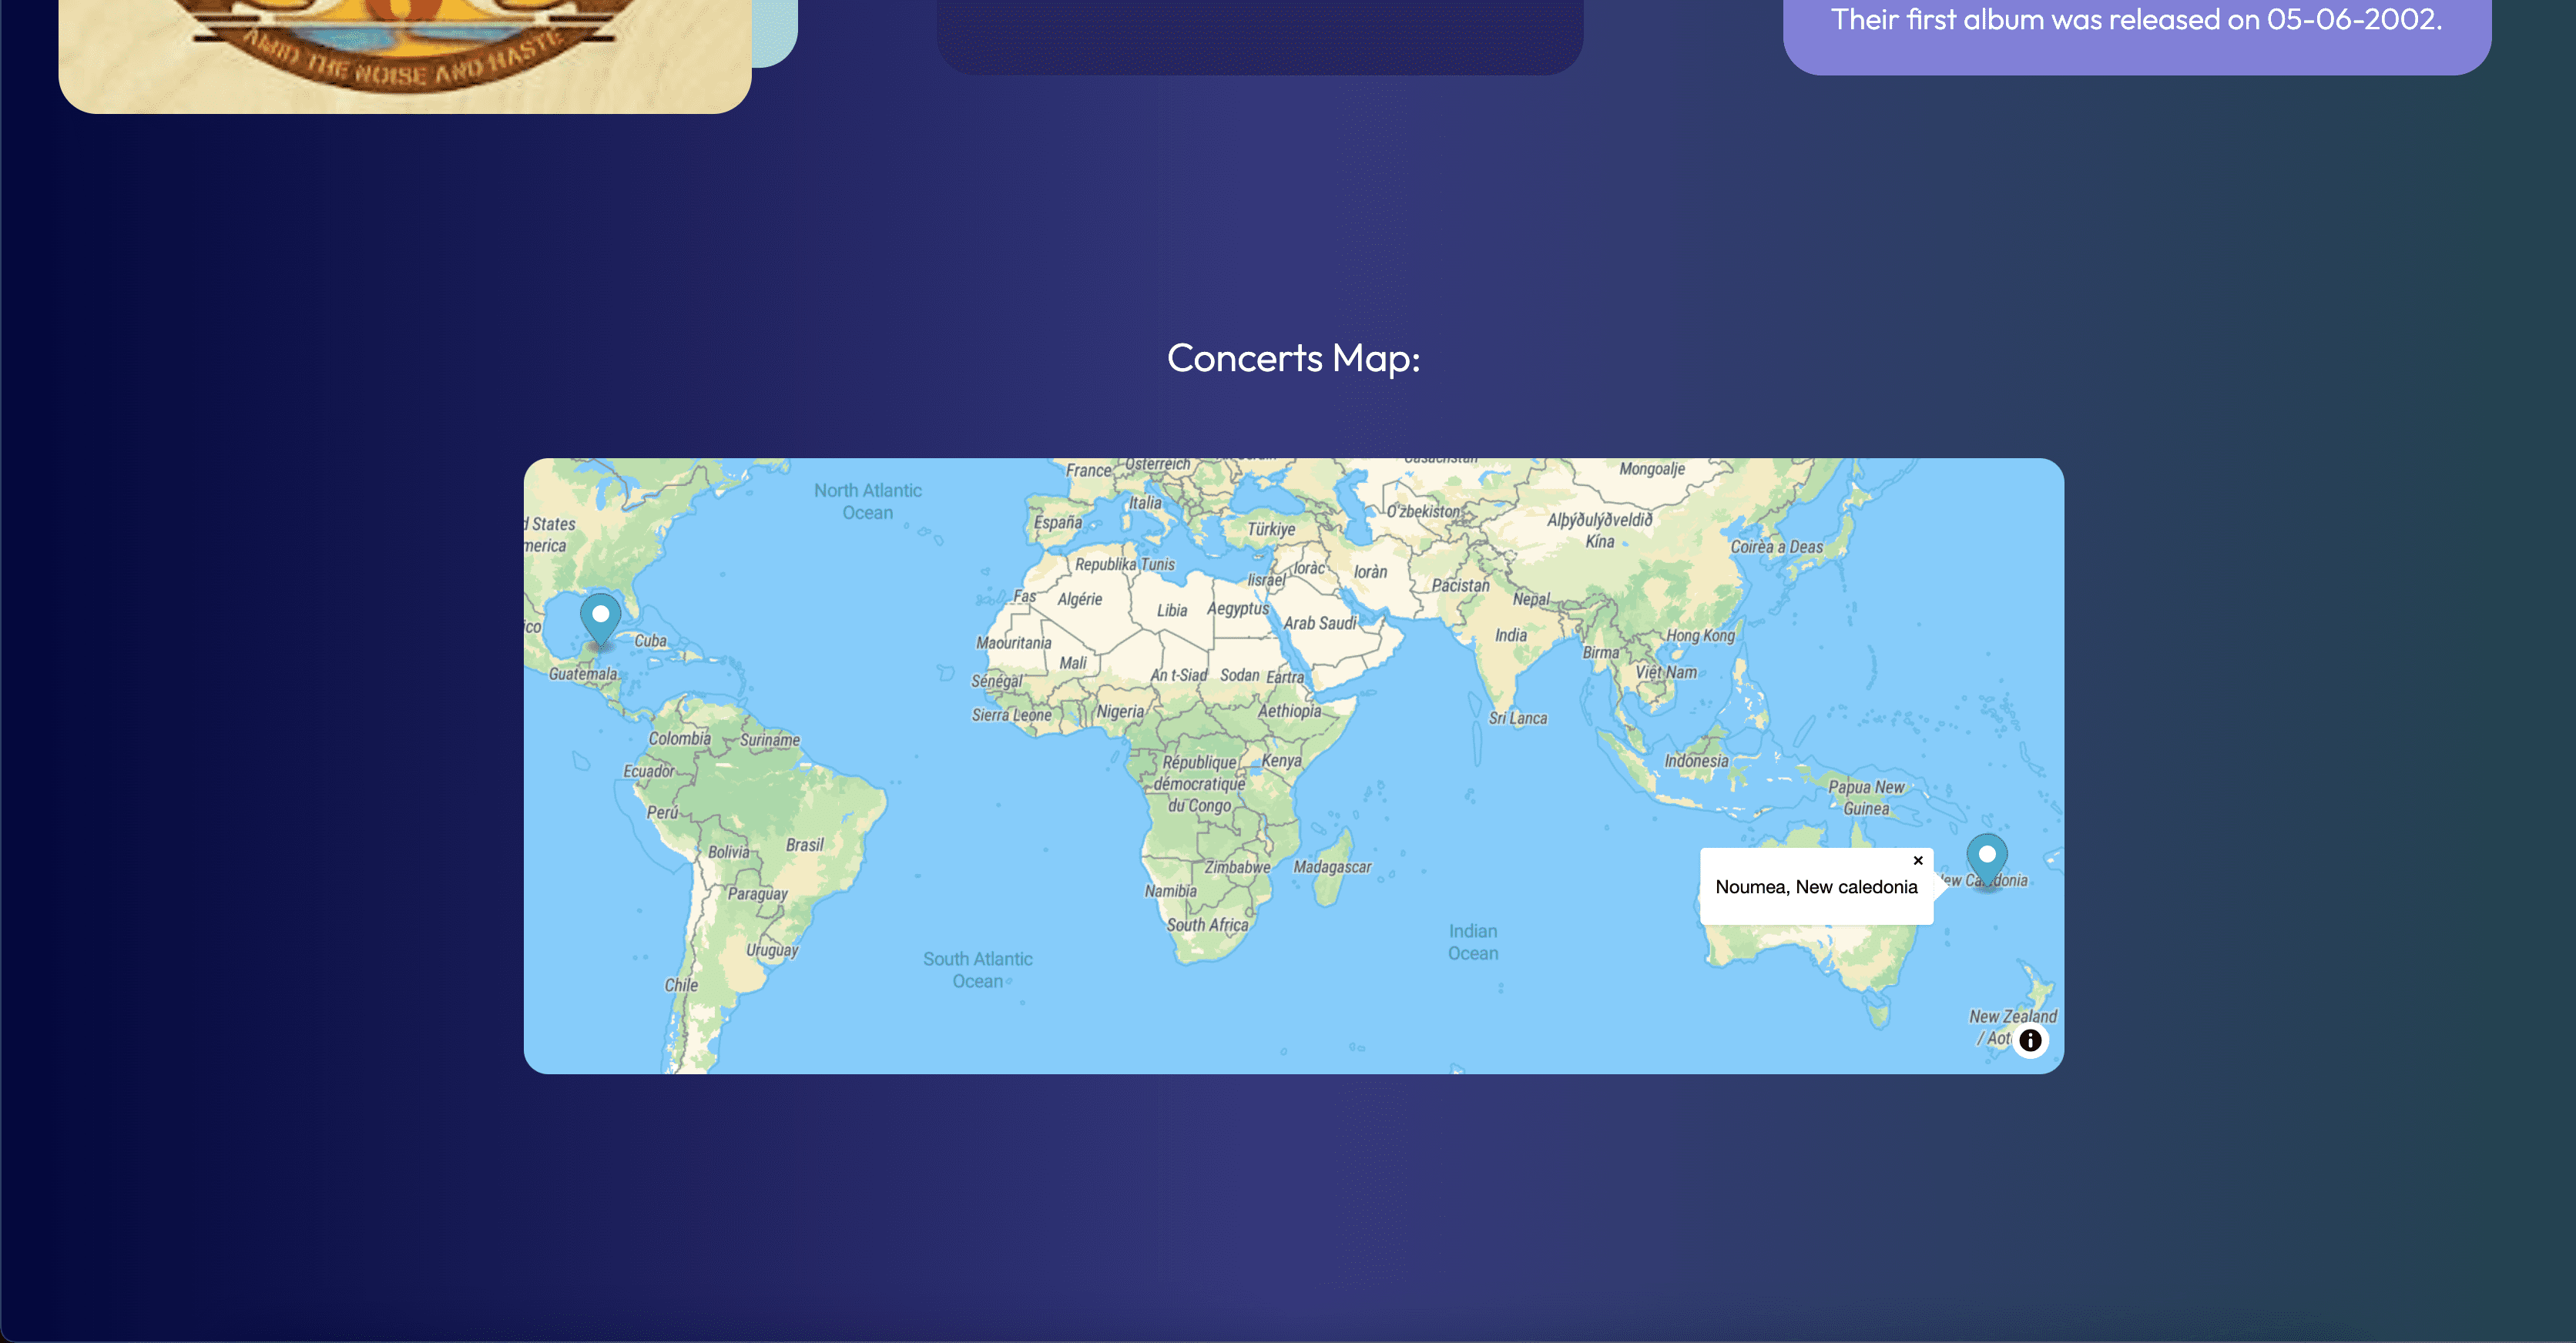 Their first album was released on 05-06-2002.
AMID THE NOISE AND HASTE
Concerts Map:
North Atlantic
Ocean
France
Österreich
Mongoalje
Italia
España
Türkiye
O'zbekiston
Alþýðulýðveldið
Kína
Coirèa a Deas
d States
merica
Republika Tunis
Iisrael
Ioràc
Ioràn
Pacistan
Nepal
Fas
Algérie
Libia
Aegyptus
Arab Saudi
India
Hong Kong
ico
Cuba
Maouritania
Mali
Birma
Guatemala
Sénégal
An t-Siad
Sodan
Eartra
Việt Nam
Sierra Leone
Nigeria
Aethiopia
Sri Lanca
Colombia
Suriname
Ecuador
République
démocratique
du Congo
Kenya
Indonesia
Perú
Papua New
Guinea
Bolivia
Brasil
Zimbabwe
Madagascar
Paraguay
Namibia
Noumea, New caledonia
South Africa
Uruguay
South Atlantic
Ocean
Indian
Ocean
Chile
New Zealand
/ Aot